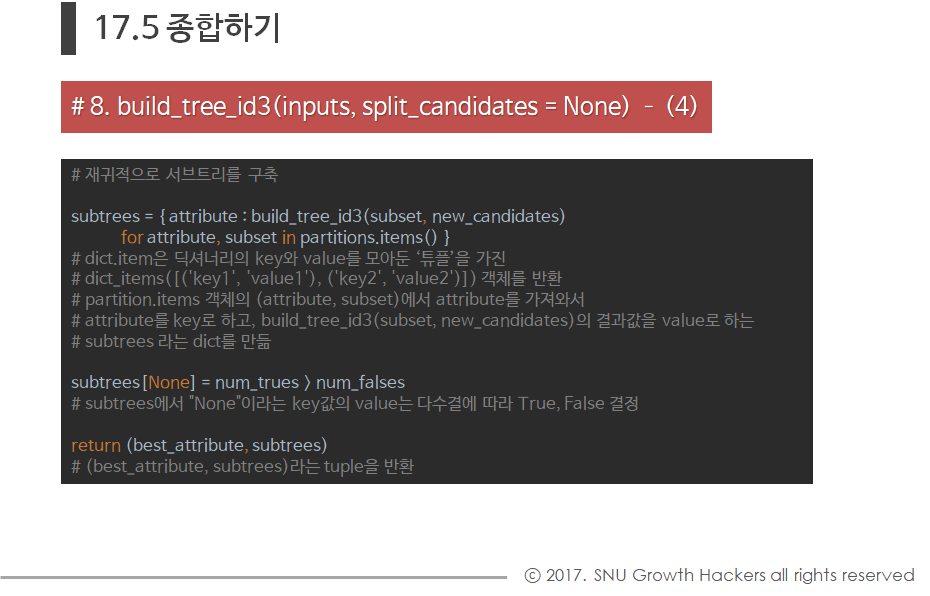 17.5 종합하기
# 8. build_tree_id3(inputs, split_candidates = None) – (4)
# 재귀적으로 서브트리를 구축
subtrees = { attribute : build_tree_id3(subset, new_candidates)
for attribute, subset in partitions.items() }
# dict.item은 딕셔너리의 key와 value를 모아둔 ‘튜플’을 가진
# dict_items([('key1', 'value1'), ('key2', 'value2')]) 객체를 반환
# partition.items 객체의 (attribute, subset)에서 attribute를 가져와서
# attribute를 key로 하고, build_tree_id3(subset, new_candidates)의 결과값을 value로 하는
# subtrees 라는 dict를 만듦
subtrees[None] = num_trues > num_falses
# subtrees에서 "None"이라는 key값의 value는 다수결에 따라 True, False 결정
return (best_attribute, subtrees)
# (best_attribute, subtrees)라는 tuple을 반환
ⓒ 2017. SNU Growth Hackers all rights reserved